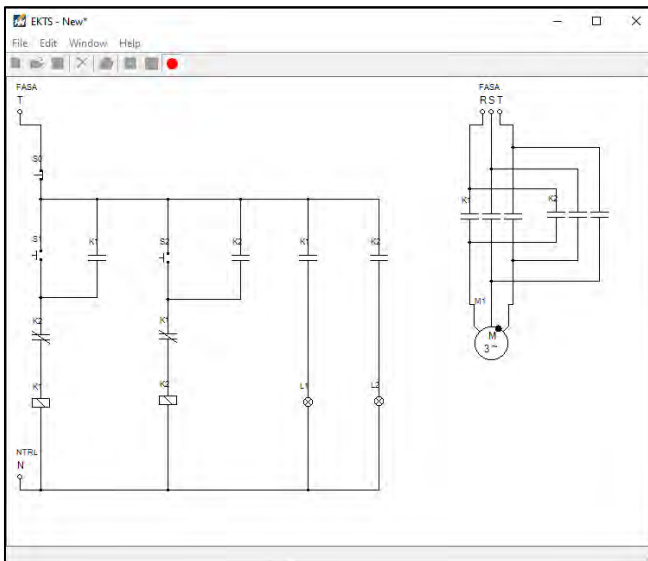 EKTS - New*
File Edit Window Help
FASA
T
S0
S1
K1
S2
K2
K1
K2
K2
K1
K1
K2
L1
L2
NTRL
N
FASA
R S T
K1
K2
M1
M
3~